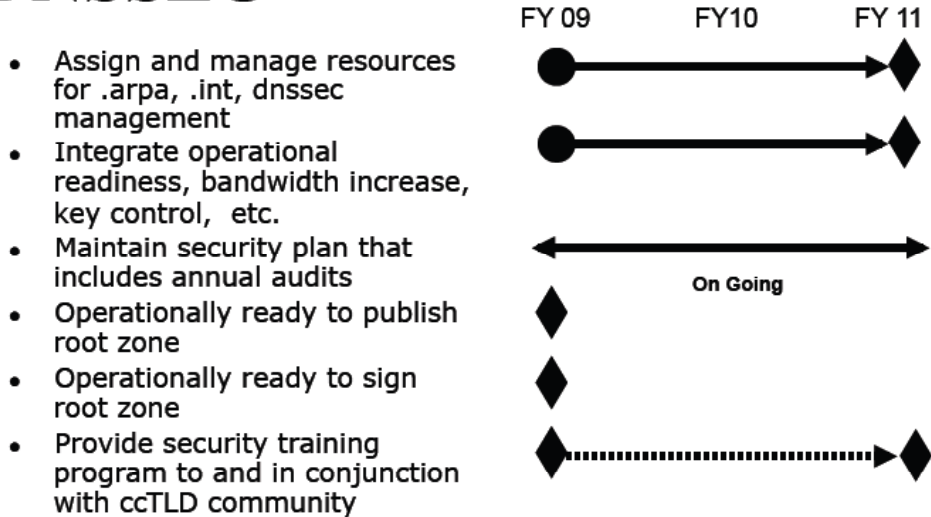 FY 09 FY10 FY 11
• Assign and manage resources
for .arpa, .int, dnssec
management
• Integrate operational
readiness, bandwidth increase,
key control, etc.
• Maintain security plan that
includes annual audits
On Going
• Operationally ready to publish
root zone
• Operationally ready to sign
root zone
• Provide security training
program to and in conjunction
with ccTLD community